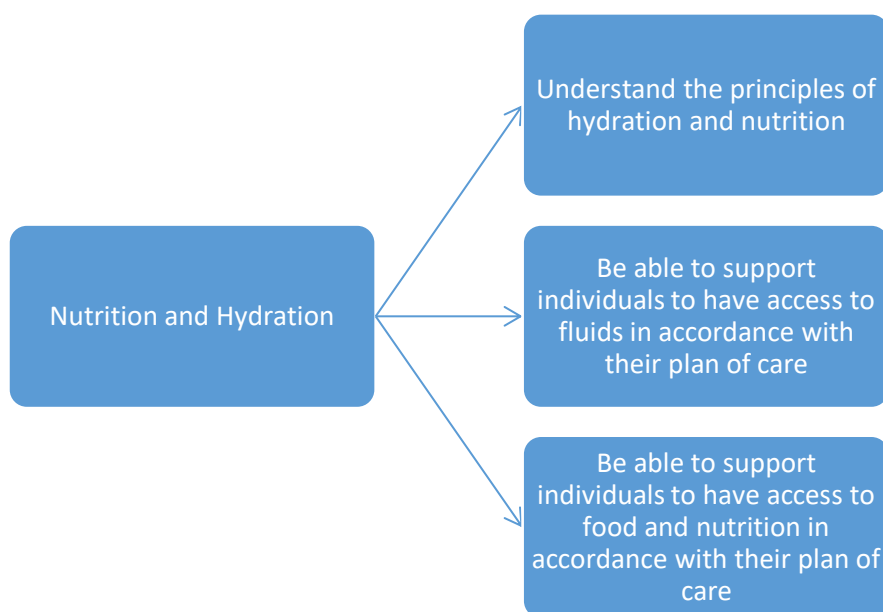 Nutrition and Hydration
Understand the principles of
hydration and nutrition
Be able to support
individuals to have access to
fluids in accordance with
their plan of care
Be able to support
individuals to have access to
food and nutrition in
accordance with their plan of
care